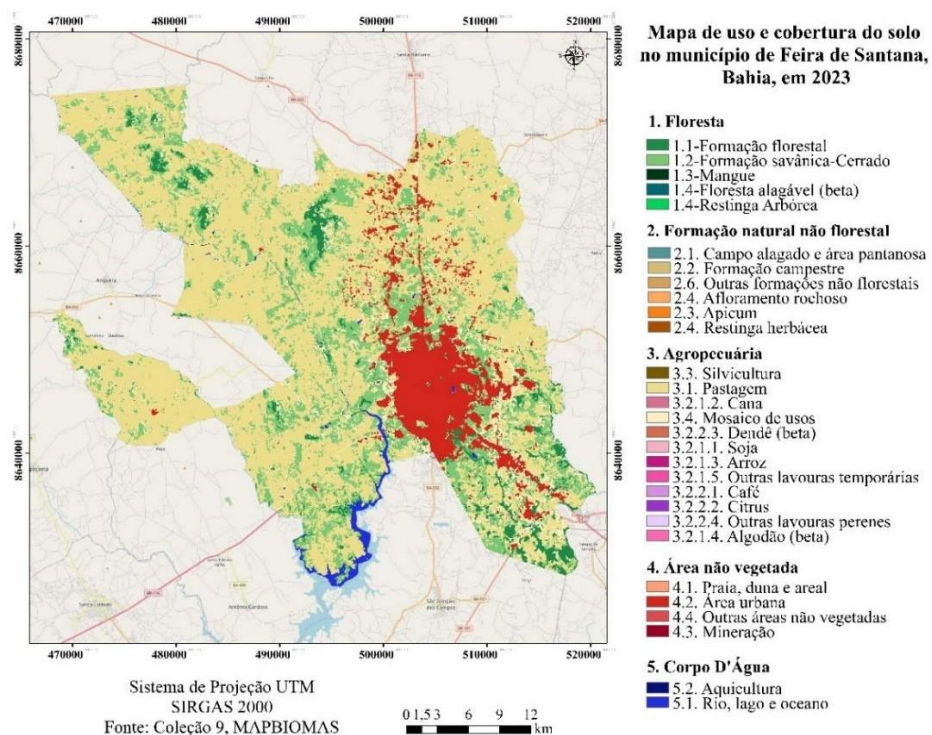 470000 480000 490000 500000 510000 520000
8680000
8660000
8640000
470000 480000 490000 500000 510000 520000
Sistema de Projeção UTM
SIRGAS 2000
Fonte: Coleção 9, MAPBIOMAS
0 1,5 3 6 9 12
km
Mapa de uso e cobertura do solo
no município de Feira de Santana,
Bahia, em 2023
1. Floresta
1.1-Formação florestal
1.2-Formação savânica-Cerrado
1.3-Mangue
1.4-Floresta alagável (beta)
1.4-Restinga Arbórea
2. Formação natural não florestal
2.1. Campo alagado e área pantanosa
2.2. Formação campestre
2.6. Outras formações não florestais
2.4. Afloramento rochoso
2.3. Apicum
2.4. Restinga herbácea
3. Agropecuária
3.3. Silvicultura
3.1. Pastagem
3.2.1.2. Cana
3.4. Mosaico de usos
3.2.2.3. Dendê (beta)
3.2.1.1. Soja
3.2.1.3. Arroz
3.2.1.5. Outras lavouras temporárias
3.2.2.1. Café
3.2.2.2. Citrus
3.2.2.4. Outras lavouras perenes
3.2.1.4. Algodão (beta)
4. Área não vegetada
4.1. Praia, duna e areal
4.2. Área urbana
4.4. Outras áreas não vegetadas
4.3. Mineração
5. Corpo D'Água
5.2. Aquicultura
5.1. Rio, lago e oceano